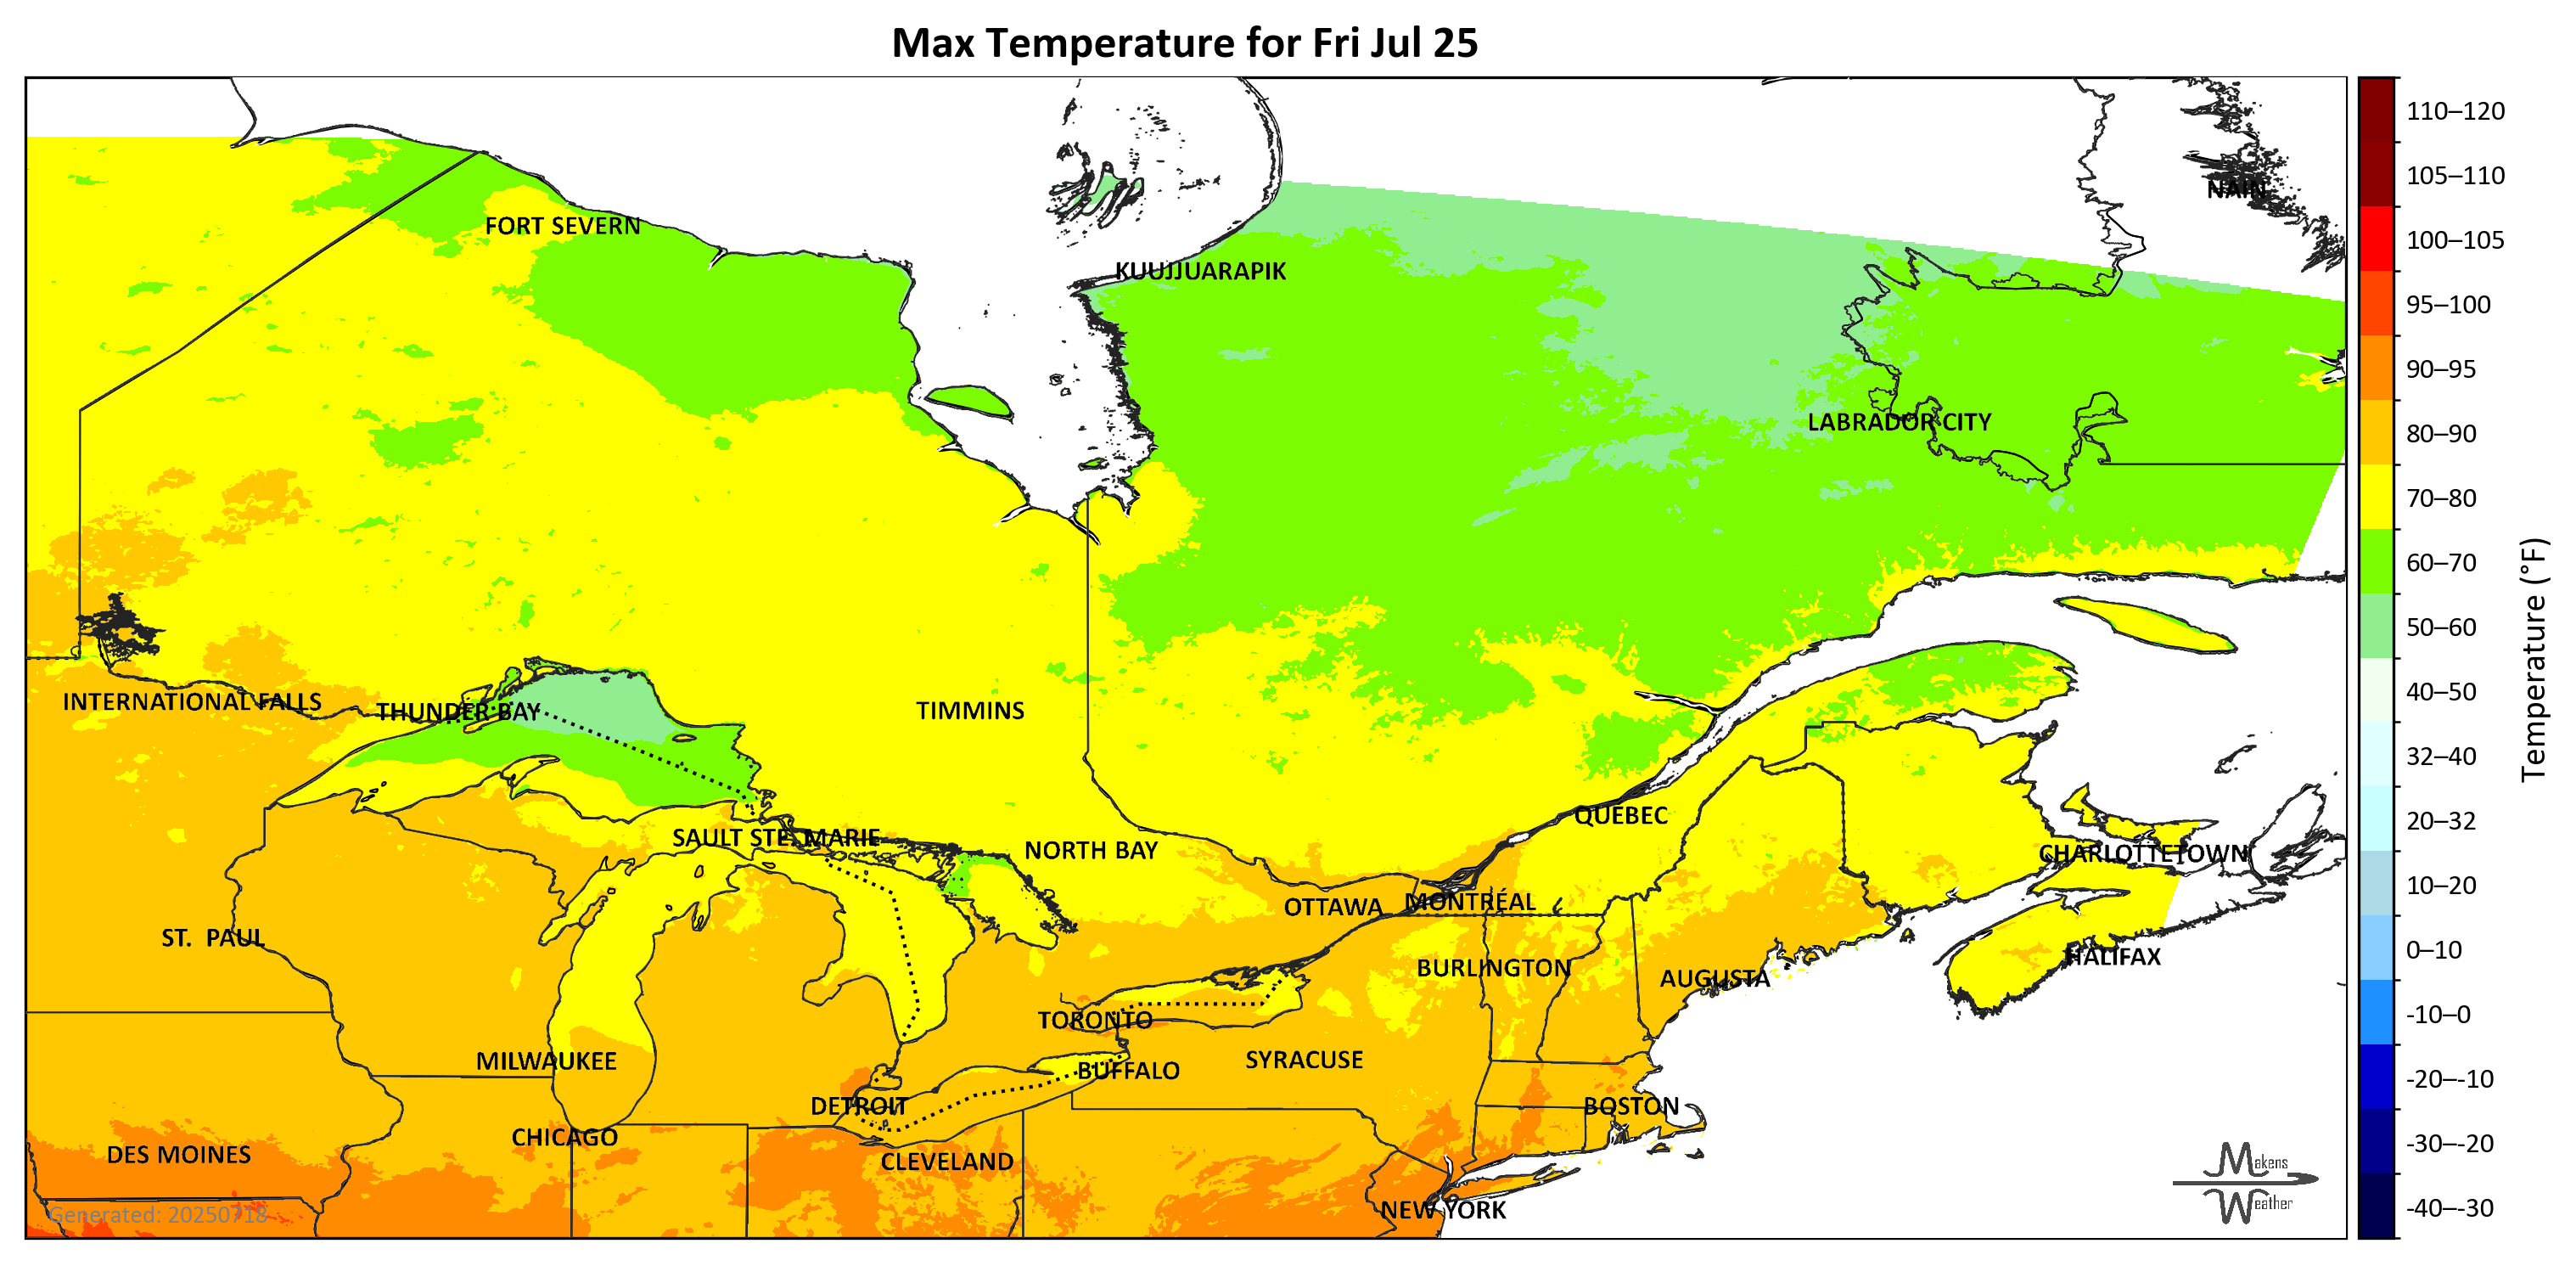 Max Temperature for Fri Jul 25
110–120
105–110
NAIN
FORT SEVERN
100–105
KUUJJUARAPIK
95–100
90–95
LABRADOR CITY
80–90
70–80
60–70
50–60
40–50
INTERNATIONAL FALLS
THUNDER BAY
TIMMINS
32–40
Temperature (°F)
QUÉBEC
20–32
SAULT STE. MARIE
NORTH BAY
CHARLOTTETOWN
10–20
OTTAWA
MONTRÉAL
ST. PAUL
HALIFAX
0–10
BURLINGTON
AUGUSTA
-10–0
TORONTO
MILWAUKEE
SYRACUSE
BUFFALO
-20–-10
DETROIT
BOSTON
CHICAGO
-30–-20
DES MOINES
CLEVELAND
Makens
Weather
NEW YORK
-40–-30
Generated: 20250718